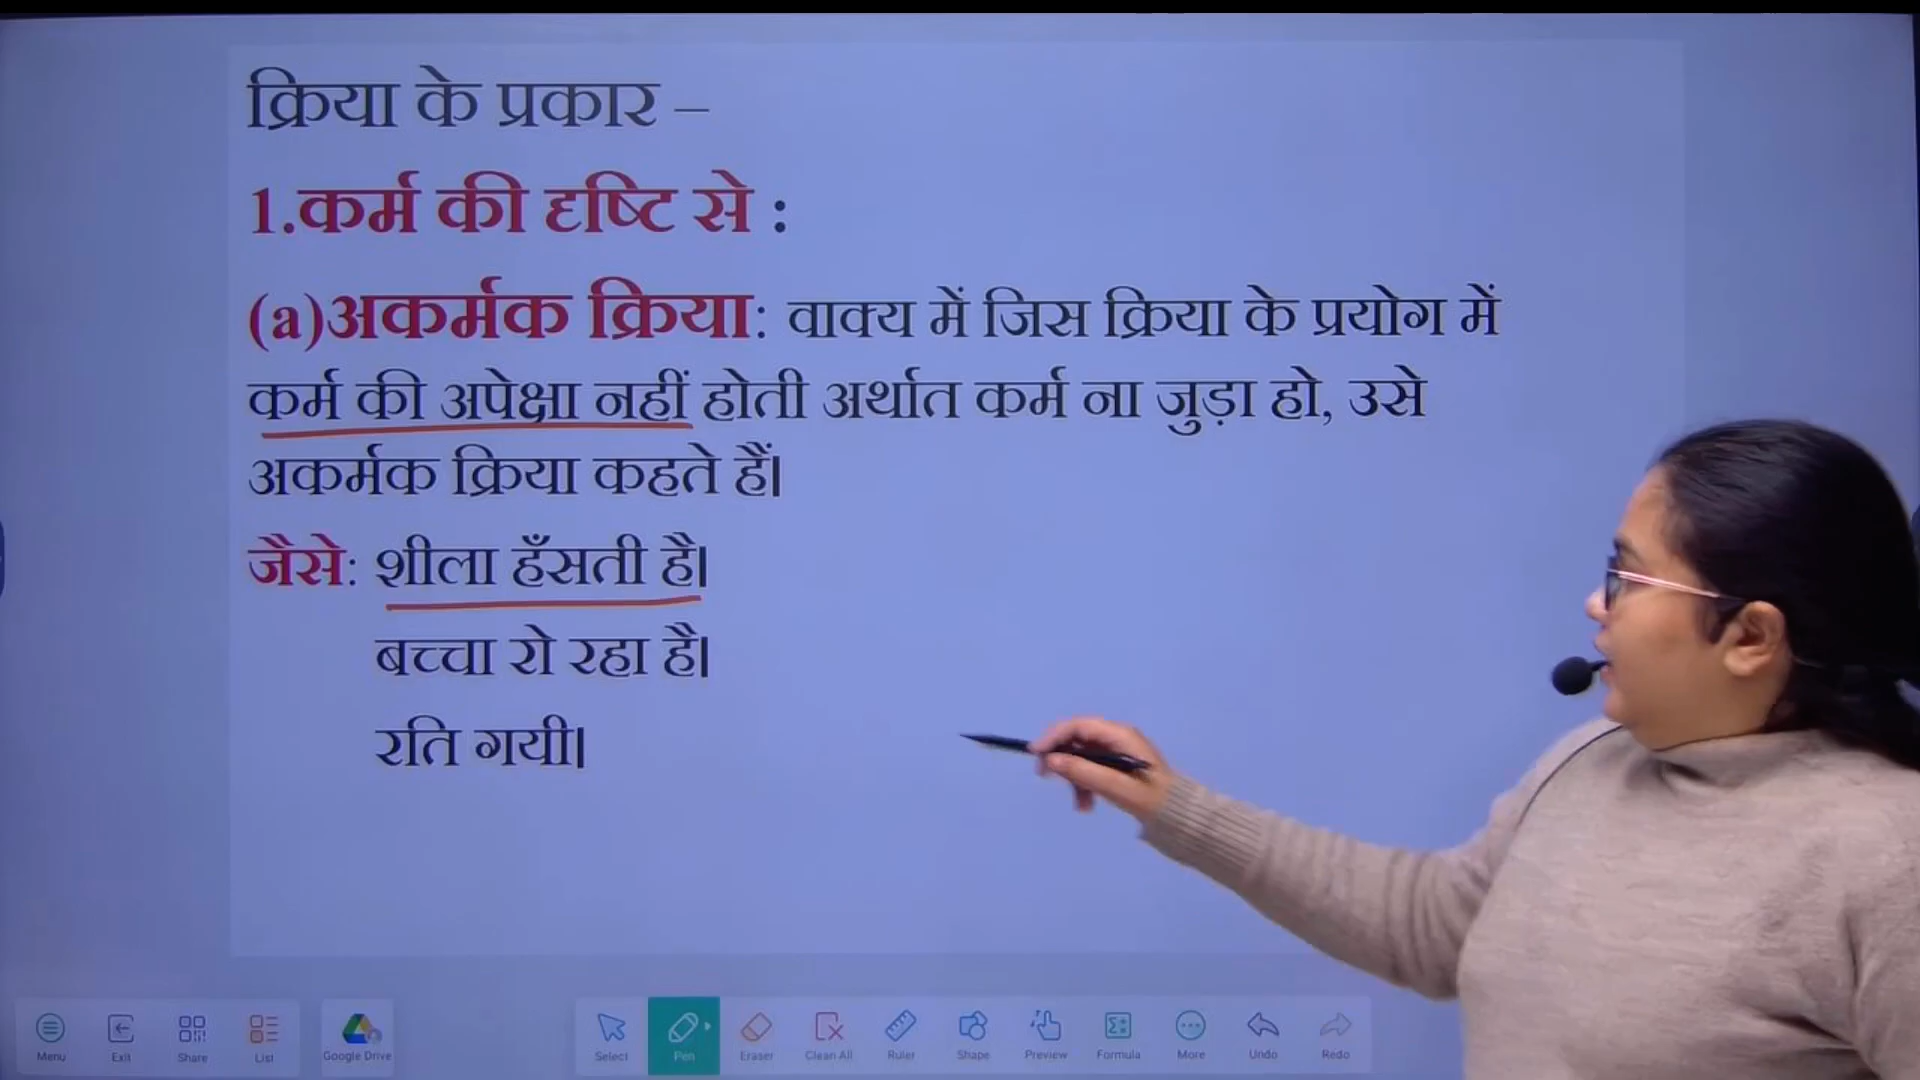 क्रिया के प्रकार –
1.कर्म की दृष्टि से :
(a)अकर्मक क्रिया: वाक्य में जिस क्रिया के प्रयोग में
कर्म की अपेक्षा नहीं होती अर्थात कर्म ना जुड़ा हो, उसे
अकर्मक क्रिया कहते हैं।
जैसे: शीला हँसती है।
बच्चा रो रहा है।
रति गयी।
Menu Exit Share List Google Drive Select Pen Eraser Clean All Ruler Shape Preview Formula More Undo Redo